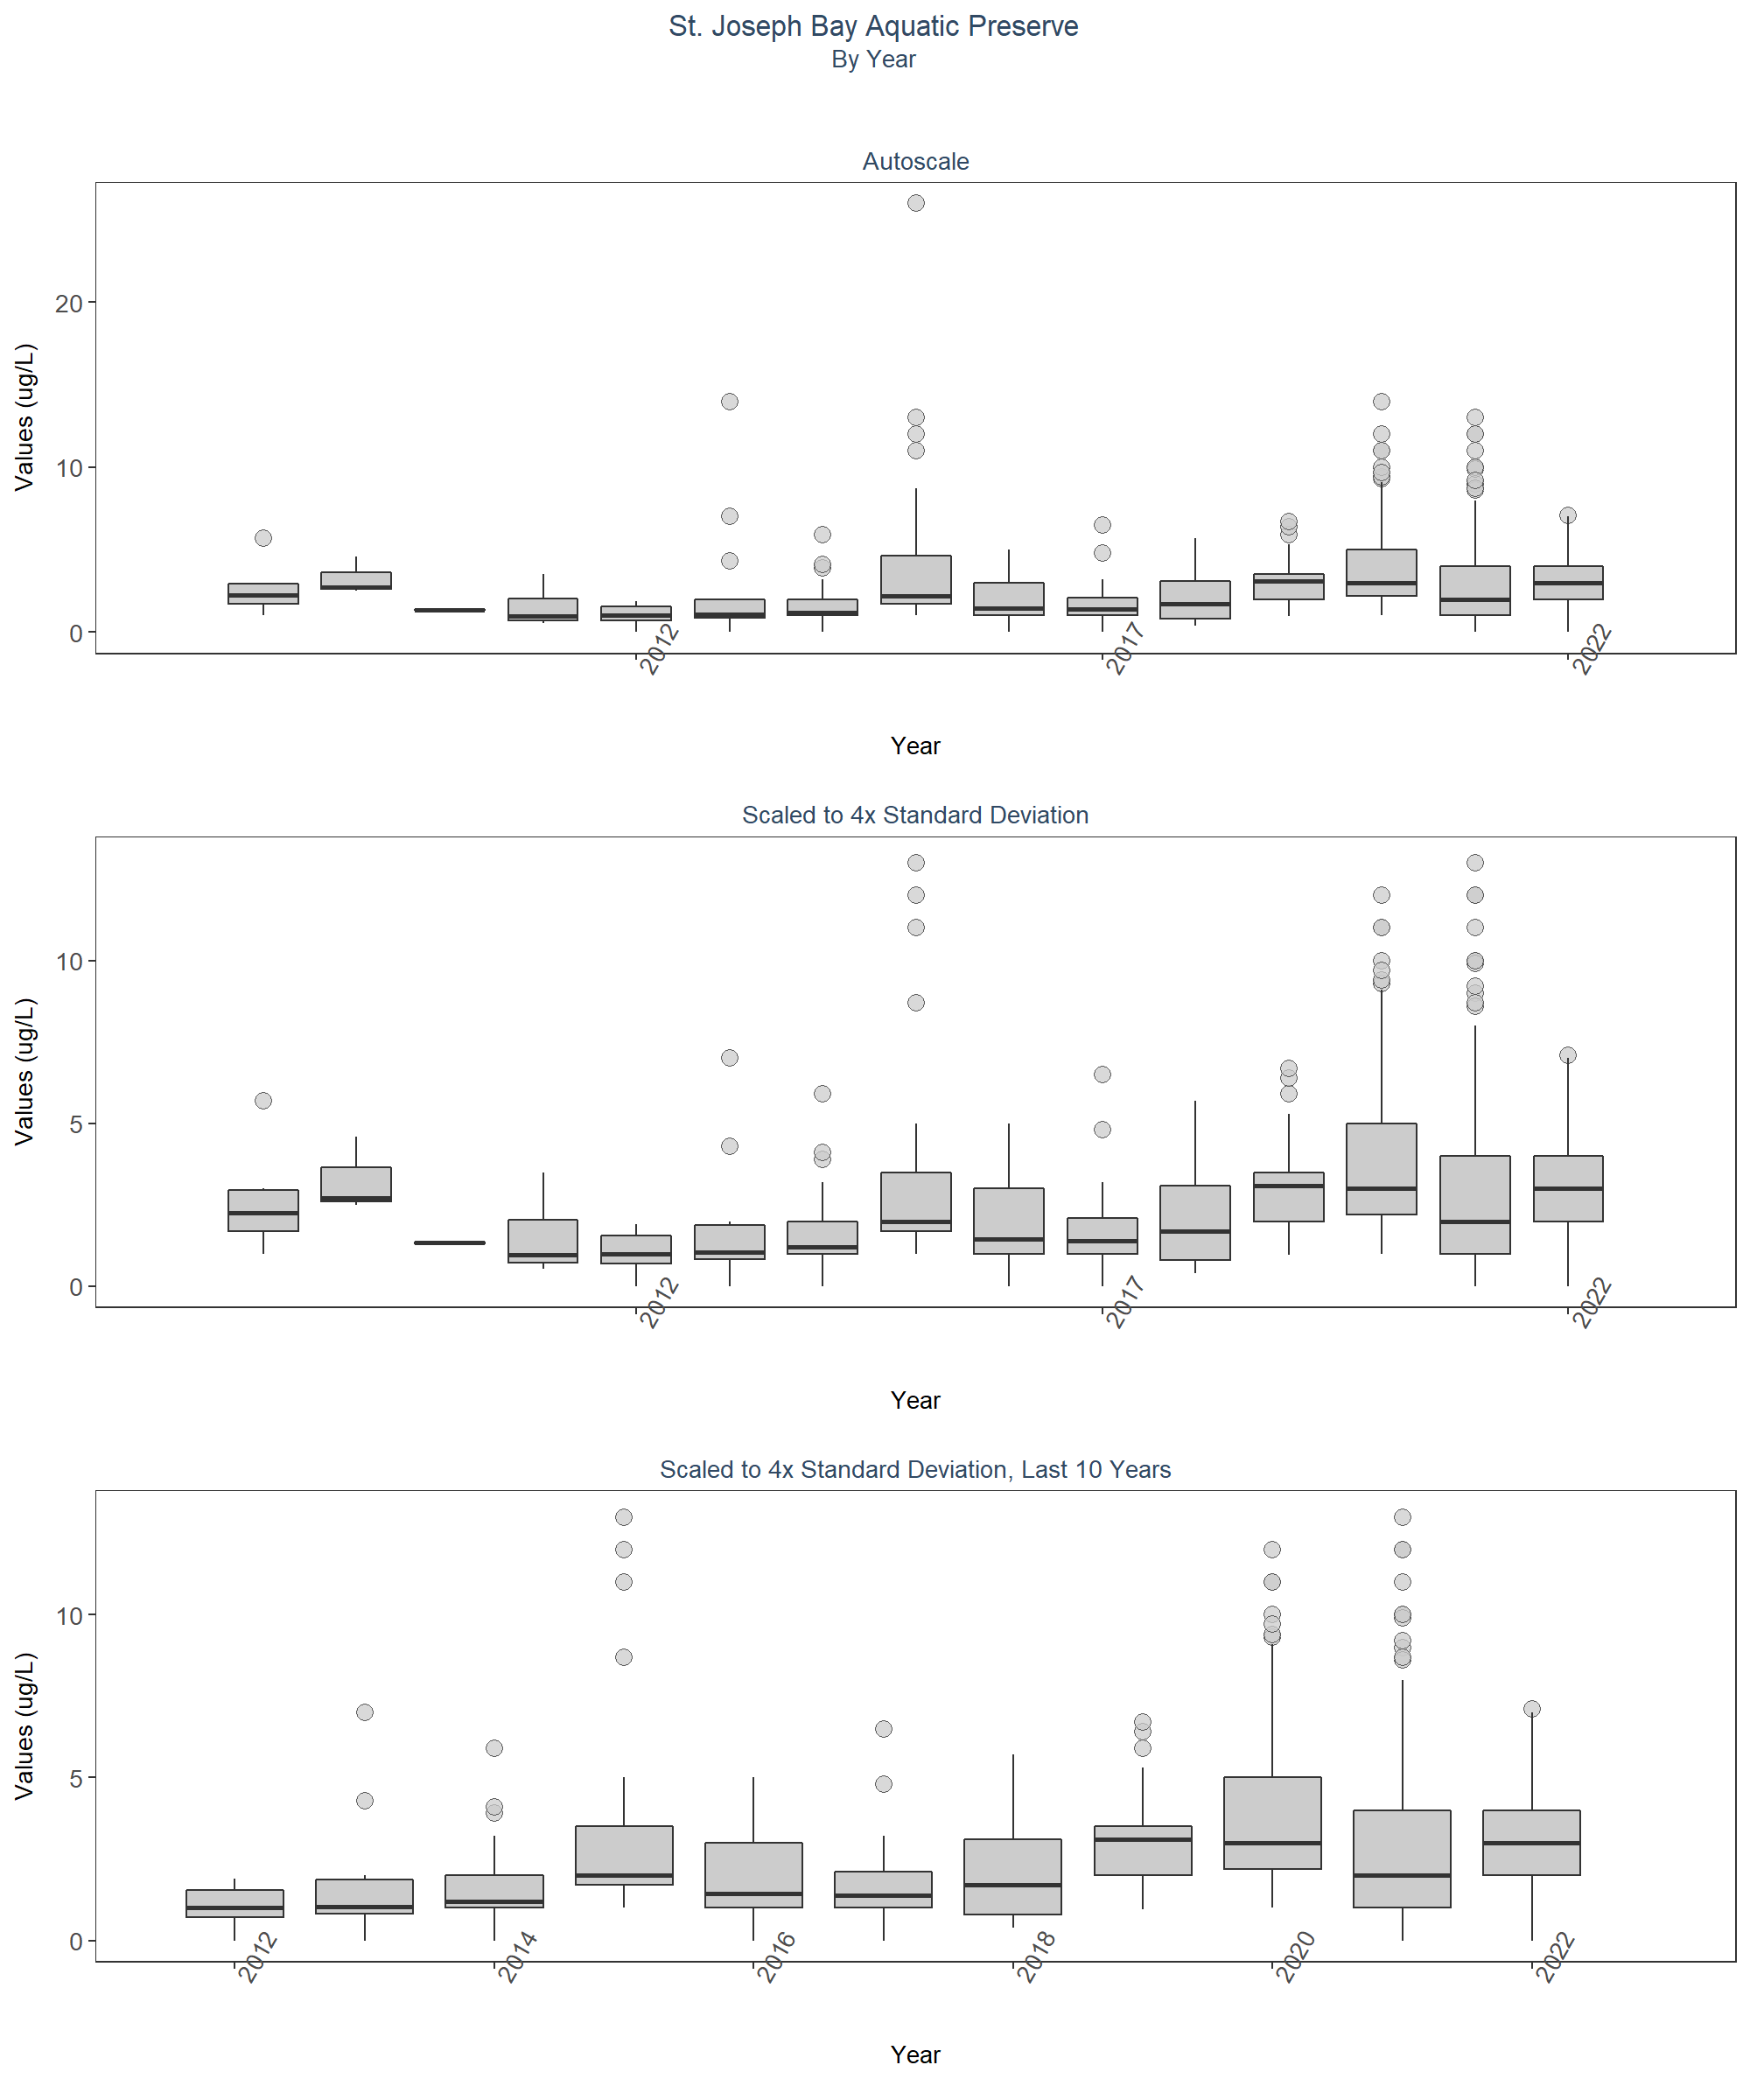 St. Joseph Bay Aquatic Preserve
By Year
Autoscale
Values (ug/L)
20
10
0
2012
2017
2022
Year
Scaled to 4x Standard Deviation
Values (ug/L)
10
5
0
2012
2017
2022
Year
Scaled to 4x Standard Deviation, Last 10 Years
Values (ug/L)
10
5
0
2012
2014
2016
2018
2020
2022
Year